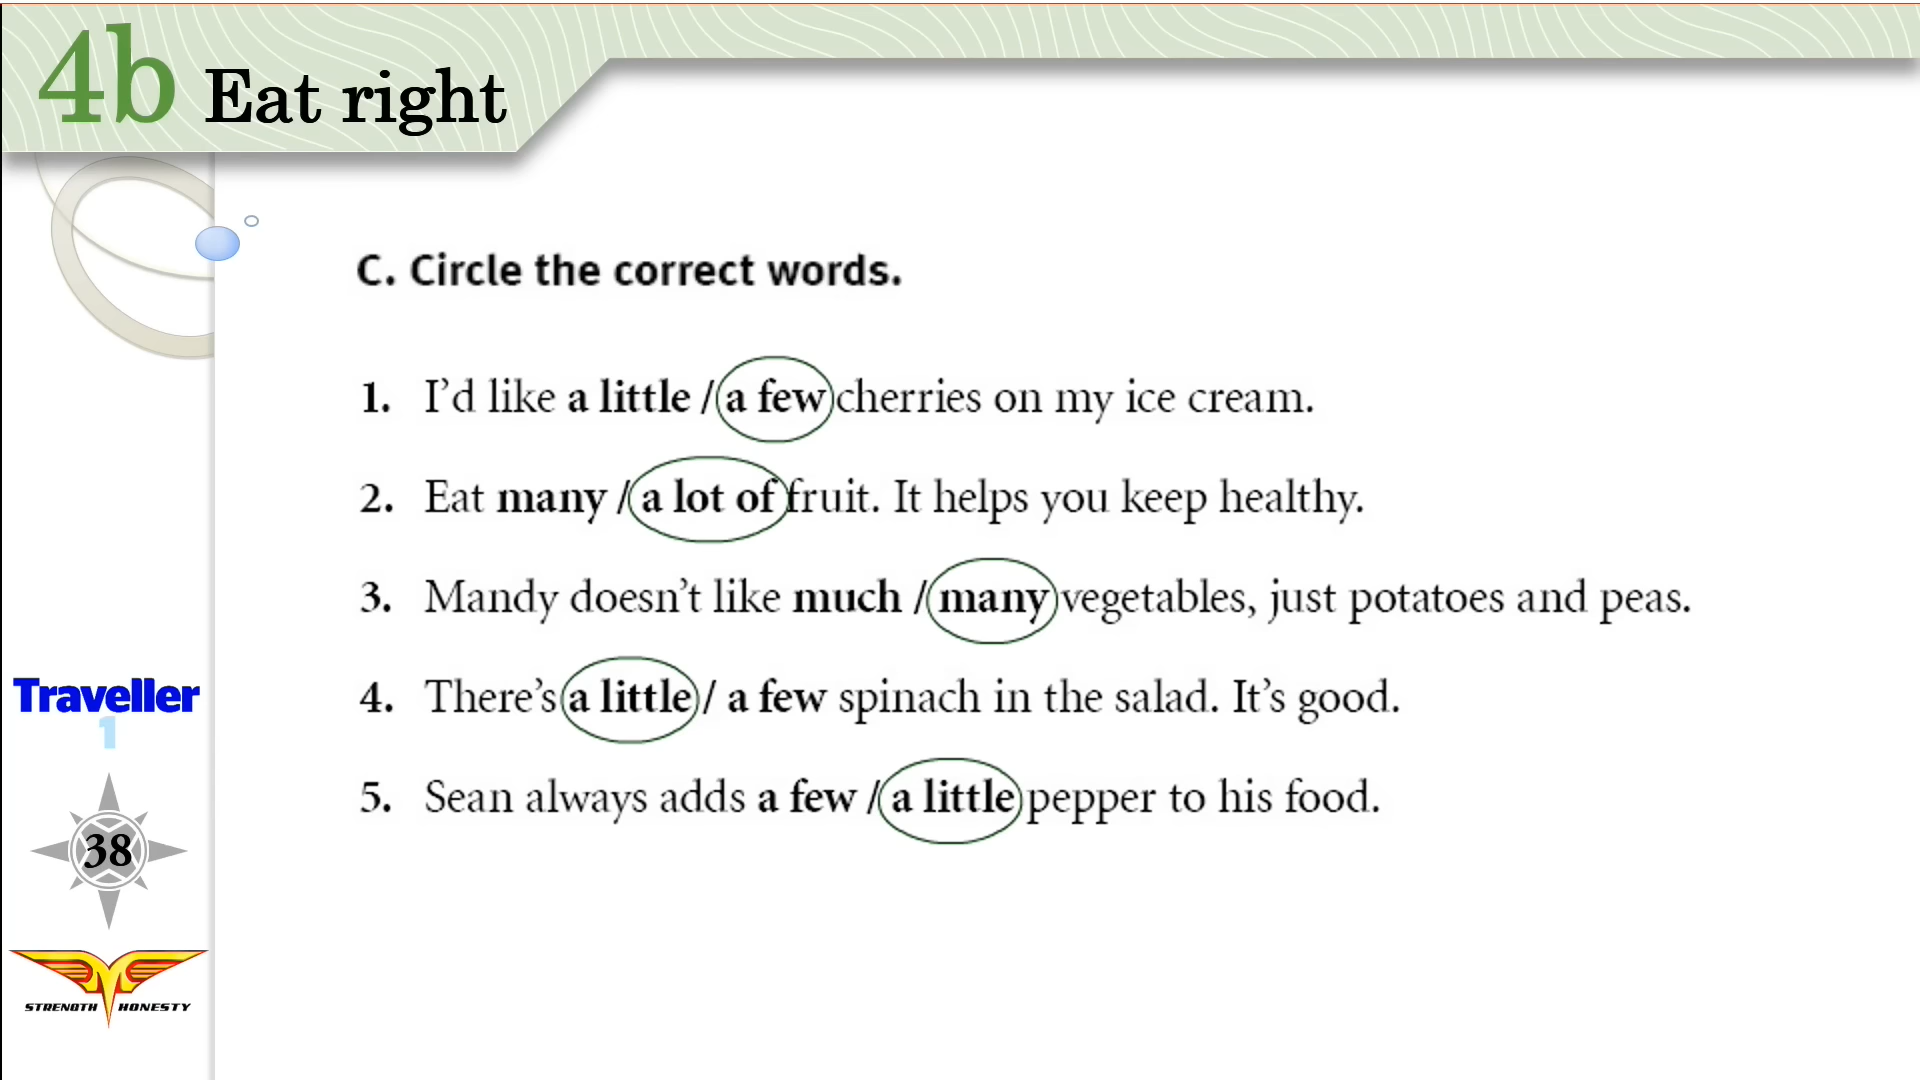 4b Eat right
C. Circle the correct words.
1. I'd like a little / a few cherries on my ice cream.
2. Eat many / a lot of fruit. It helps you keep healthy.
3. Mandy doesn't like much / many vegetables, just potatoes and peas.
4. There's a little / a few spinach in the salad. It's good.
5. Sean always adds a few / a little pepper to his food.
Traveller
1
38
STRENGTH HONESTY